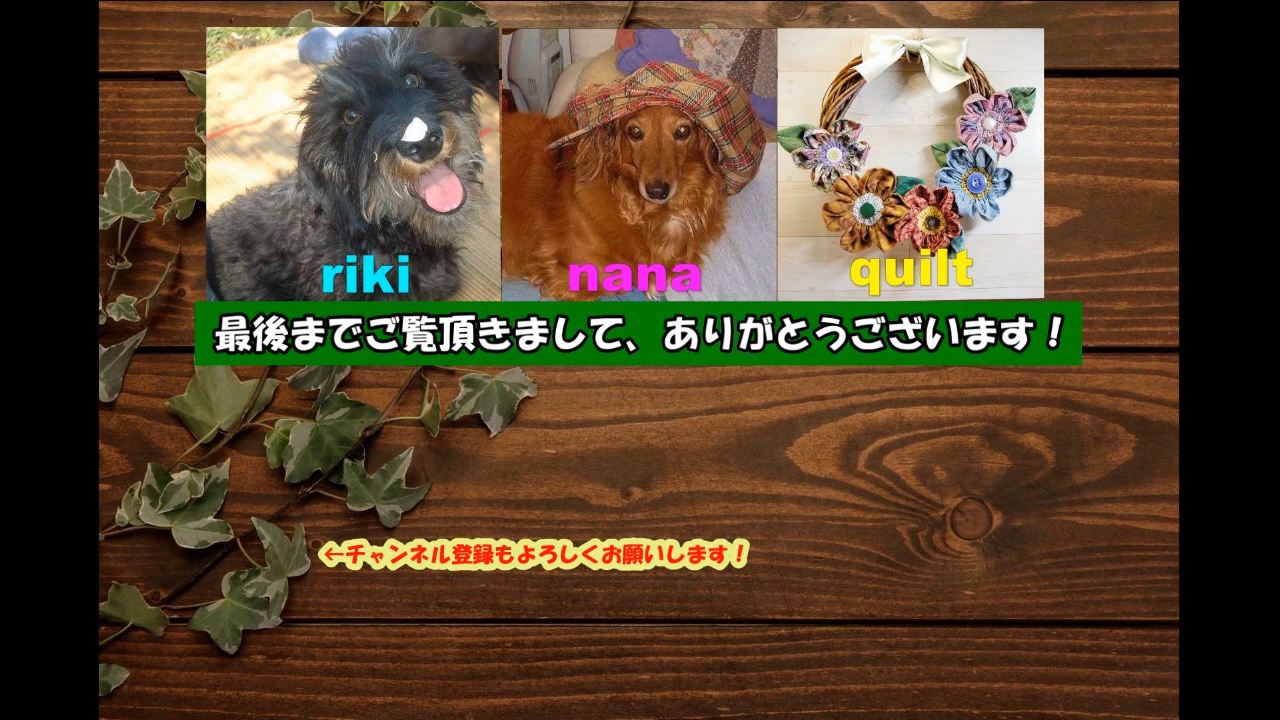 riki
nana
quilt
最後までご覧頂きまして、ありがとうございます！
←チャンネル登録もよろしくお願いします！